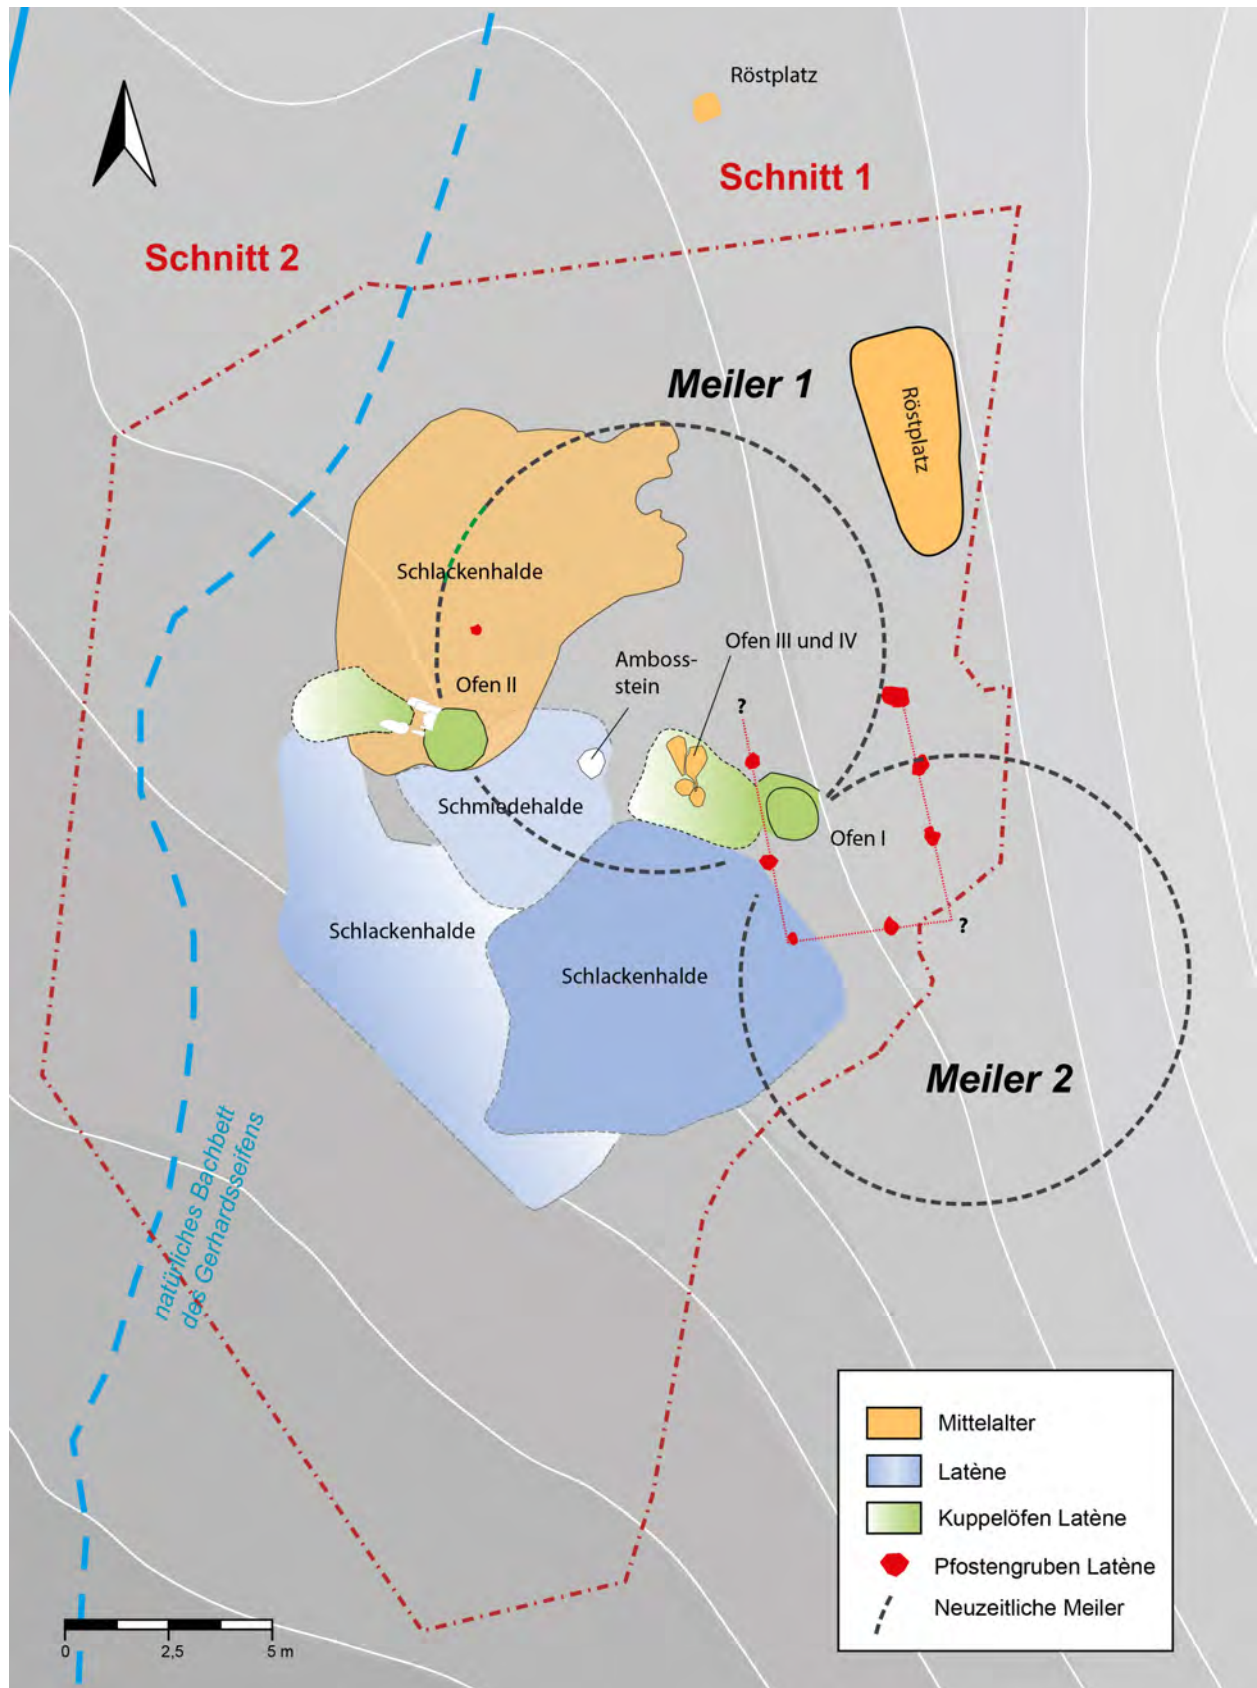 Röstplatz
Schnitt 1
Schnitt 2
Meiler 1
Röstplatz
Schlackenhalde
Ofen III und IV
Amboss-
stein
Ofen II
?
Schmiedehalde
Ofen I
Schlackenhalde
?
Schlackenhalde
Meiler 2
natürliches Bachbett
des Gerhardsseifens
Mittelalter
Latène
Kuppelöfen Latène
Pfostengruben Latène
Neuzeitliche Meiler
0 2,5 5 m